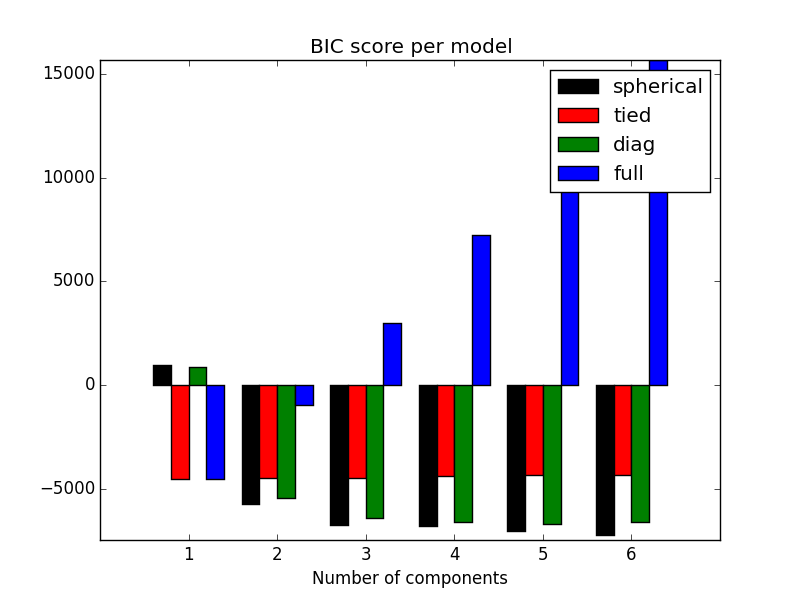 BIC score per model
15000
10000
5000
0
−5000
spherical
tied
diag
full
1 2 3 4 5 6
Number of components